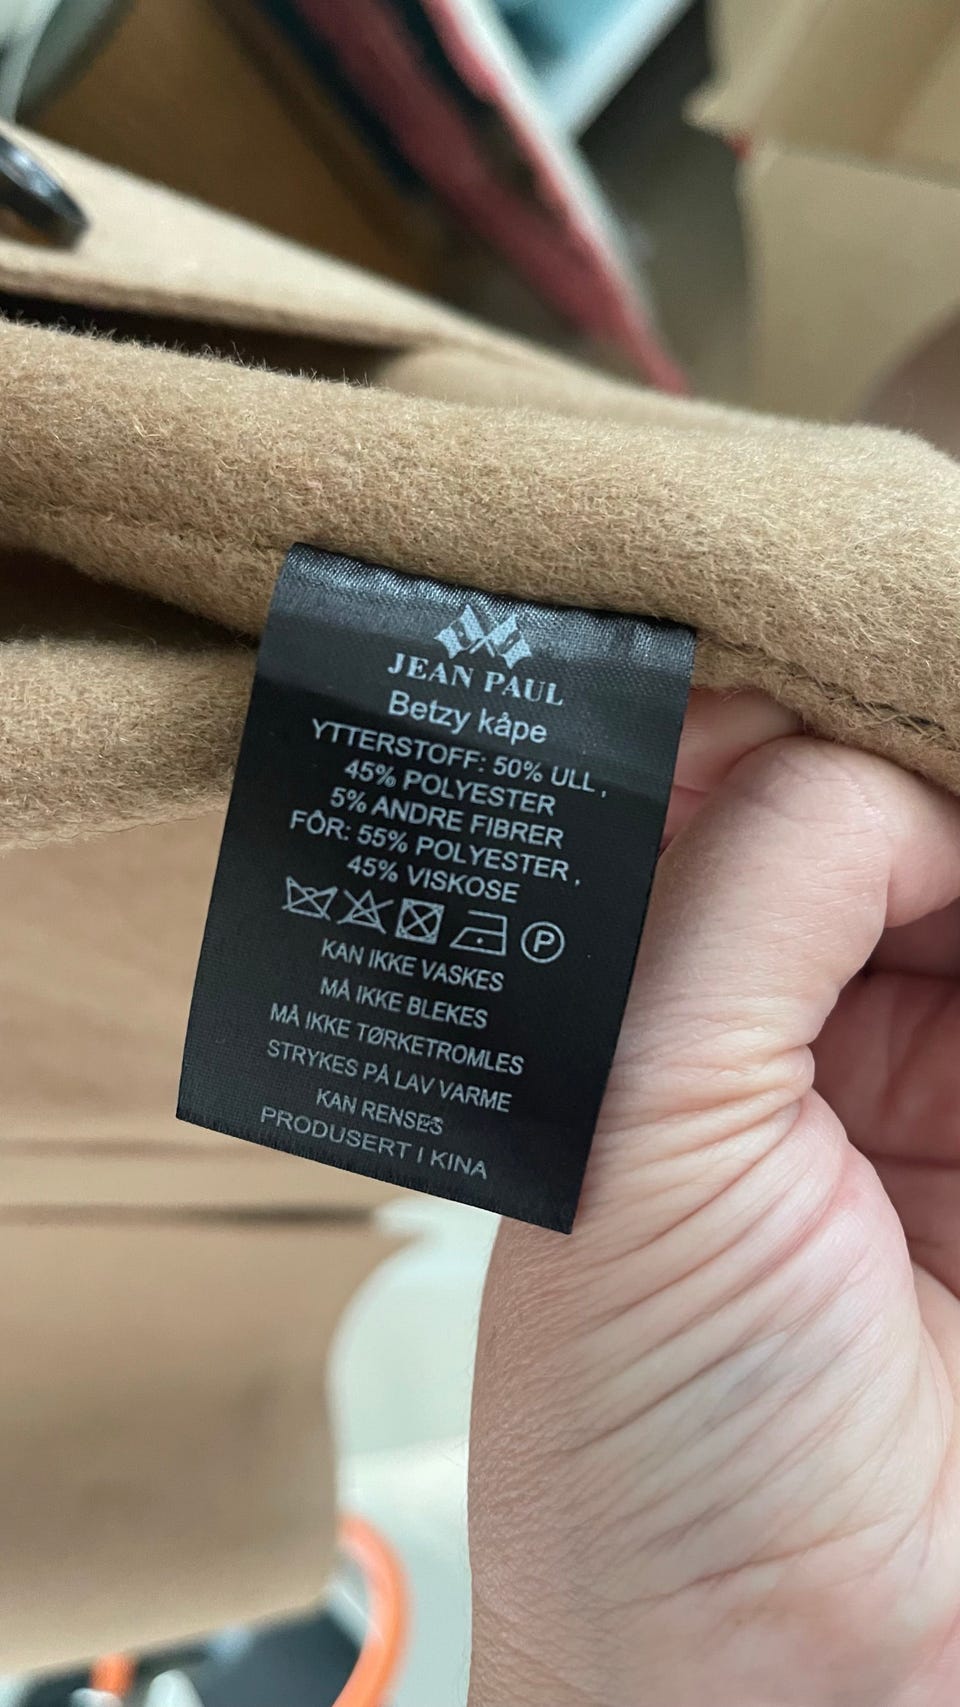 JEAN PAUL
Betzy kåpe
YTTERSTOFF: 50% ULL ,
45% POLYESTER
5% ANDRE FIBRER
FÔR: 55% POLYESTER ,
45% VISKOSE
P
KAN IKKE VASKES
MÅ IKKE BLEKES
MÅ IKKE TØRKETROMLES
STRYKES PÅ LAV VARME
KAN RENSES
PRODUSERT I KINA